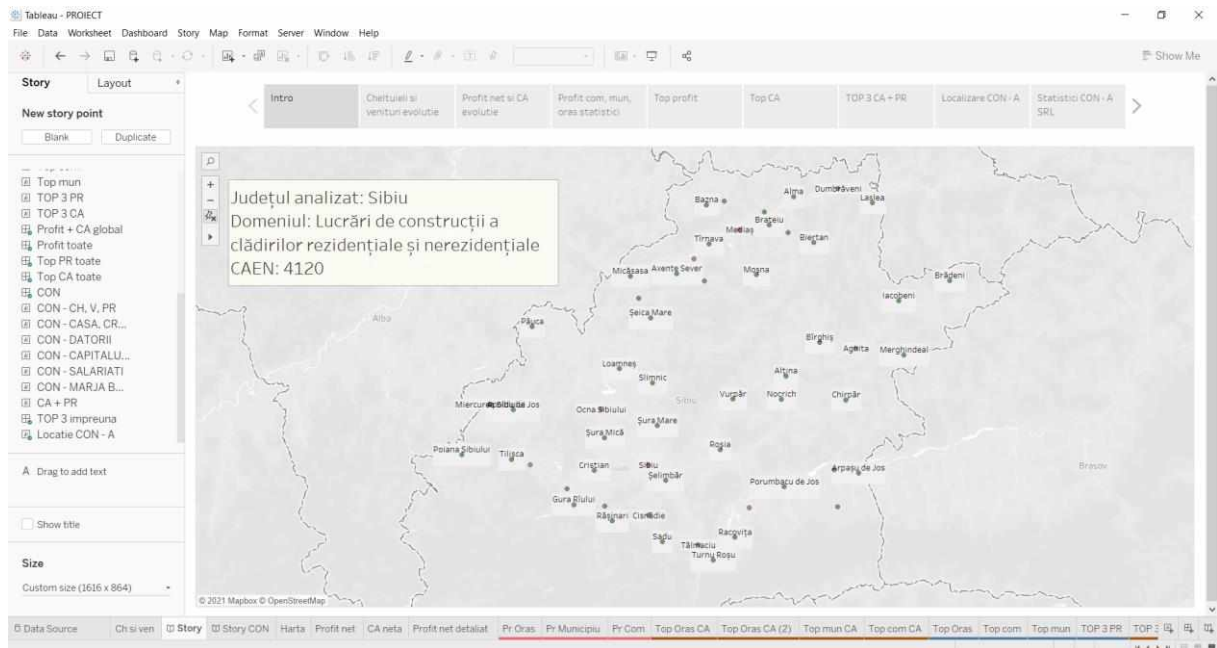 Tableau - PROIECT
File Data Worksheet Dashboard Story Map Format Server Window Help
Show Me
Story Layout
New story point
Blank Duplicate
Top mun
TOP 3 PR
TOP 3 CA
Profit + CA global
Profit toate
Top PR toate
Top CA toate
CON
CON - CH, V, PR
CON - CASA, CR...
CON - DATORII
CON - CAPITALU...
CON - SALARIATI
CON - MARJA B...
CA + PR
TOP 3 impreuna
Locatie CON - A
A Drag to add text
Show title
Size
Custom size (1616 x 864)
Intro
Cheltuieli si
venituri evolutie
Profit net si CA
evolutie
Profit com, mun,
oras statistici
Top profit
Top CA
TOP 3 CA + PR
Localizare CON - A
Statistici CON - A
SRL
Județul analizat: Sibiu
Domeniul: Lucrări de construcții a
clădirilor rezidențiale și nerezidențiale
CAEN: 4120
Alma Dumbrăveni
Bazna
Laslea
Brateiu
Mediaș
Tîrnava
Biertan
Micăsasa Axente Sever
Moșna
Brădeni
Iacobeni
Șeica Mare
Alba
Păuca
Bîrghiș
Agnita Merghindeal
Loamneș
Slimnic
Altina
Vurpăr Nocrich Chirpăr
Sibiu
Ocna Sibiului
Șura Mare
Șura Mică
Roșia
Poiana Sibiului
Tilișca
Cristian Sibiu
Șelimbăr
Arpașu de Jos
Brasov
Porumbacu de Jos
Gura Rîului
Rășinari Cisnădie
Sadu
Racovița
Tălmaciu
Turnu Roșu
© 2021 Mapbox © OpenStreetMap
Data Source Ch si ven Story Story CON Harta Profit net CA neta Profit net detaliat Pr Oras Pr Municipiu Pr Com Top Oras CA Top Oras CA (2) Top mun CA Top com CA Top Oras Top com Top mun TOP 3 PR TOP 3